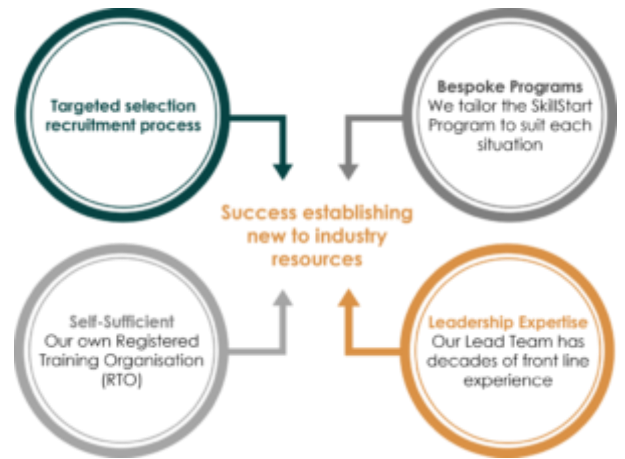 Targeted selection
recruitment process
Bespoke Programs
We tailor the SkillStart
Program to suit each
situation
Success establishing
new to industry
resources
Self-Sufficient
Our own Registered
Training Organisation
(RTO)
Leadership Expertise
Our Lead Team has
decades of front line
experience